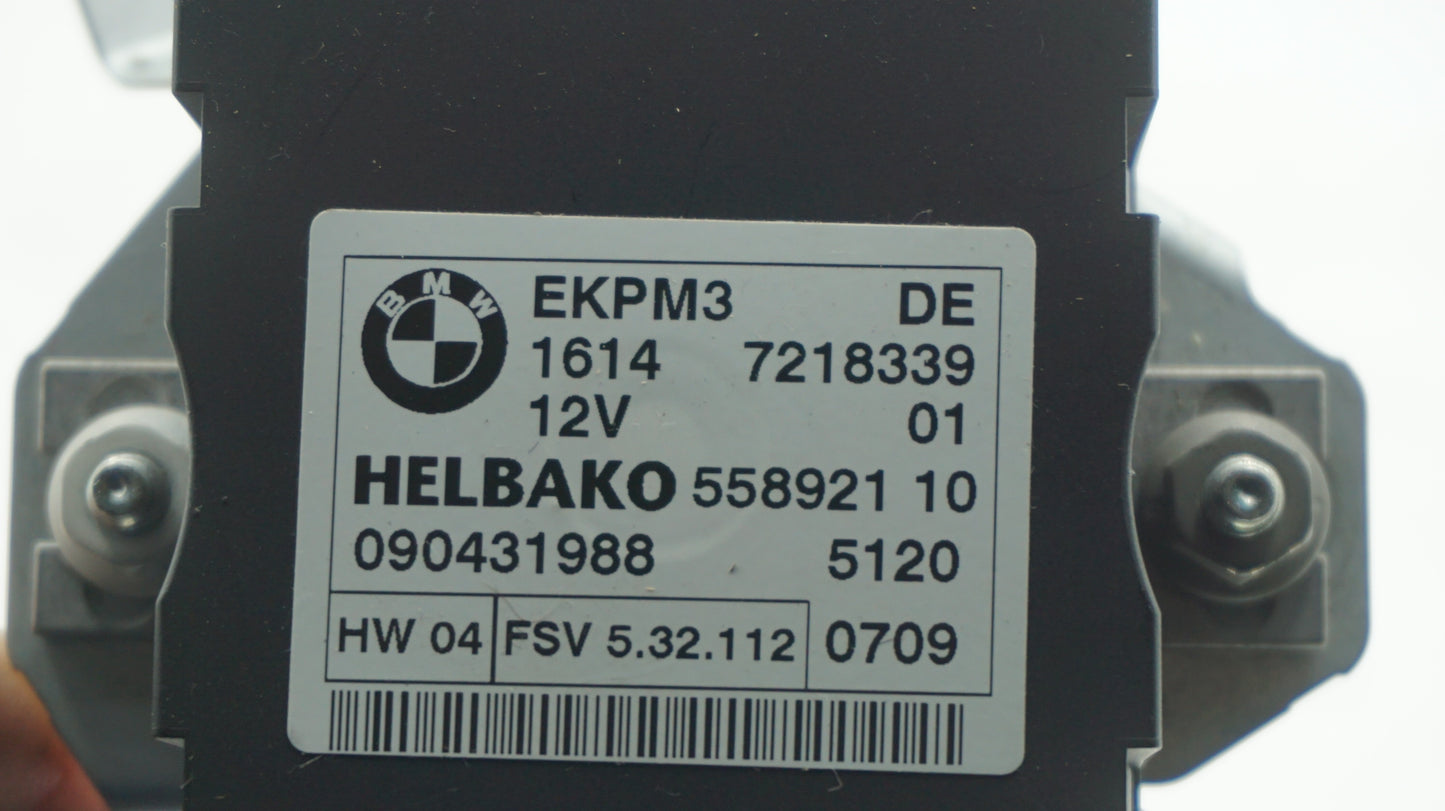 BMW
EKPM3 DE
1614 7218339
12V 01
HELBAKO 558921 10
090431988 5120
HW 04 FSV 5.32.112 0709